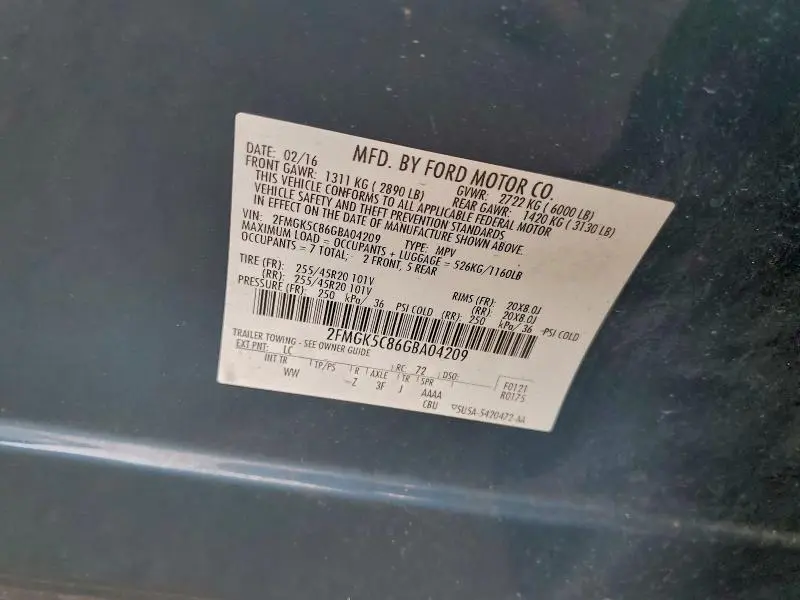 MFD. BY FORD MOTOR CO.
DATE: 02/16 GVWR: 2722 KG ( 6000 LB)
FRONT GAWR: 1311 KG ( 2890 LB) REAR GAWR: 1420 KG ( 3130 LB)
THIS VEHICLE CONFORMS TO ALL APPLICABLE FEDERAL MOTOR
VEHICLE SAFETY AND THEFT PREVENTION STANDARDS
IN EFFECT ON THE DATE OF MANUFACTURE SHOWN ABOVE.
VIN: 2FMGK5C86GBA04209 TYPE: MPV
MAXIMUM LOAD = OCCUPANTS + LUGGAGE = 526KG/1160LB
OCCUPANTS = 7 TOTAL; 2 FRONT, 5 REAR
TIRE (FR): 255/45R20 101V RIMS (FR): 20X8.0J
(RR): 255/45R20 101V (RR): 20X8.0J
PRESSURE (FR): 250 kPa/ 36 PSI COLD (RR): 250 kPa/ 36 PSI COLD
2FMGK5C86GBA04209
TRAILER TOWING - SEE OWNER GUIDE
EXT PNT: LC RC: 72 DSO: F0121
INT TR TP/PS R AXLE TR SPR R0175
WW Z 3F J AAAA
CBU 5U5A-5420472-AA